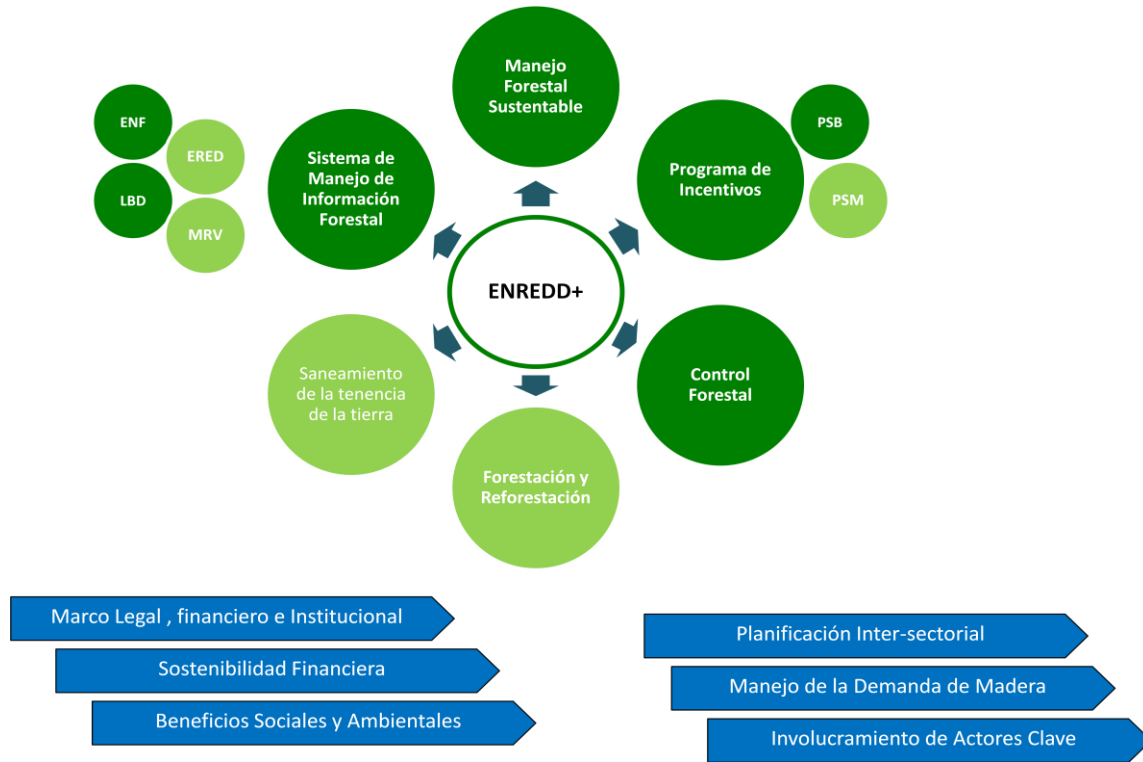 Manejo
Forestal
Sustentable
ENF
ERED
LBD
MRV
Sistema de
Manejo de
Información
Forestal
Programa de
Incentivos
PSB
PSM
ENREDD+
Saneamiento
de la tenencia
de la tierra
Control
Forestal
Forestación y
Reforestación
Marco Legal , financiero e Institucional
Sostenibilidad Financiera
Beneficios Sociales y Ambientales
Planificación Inter-sectorial
Manejo de la Demanda de Madera
Involucramiento de Actores Clave